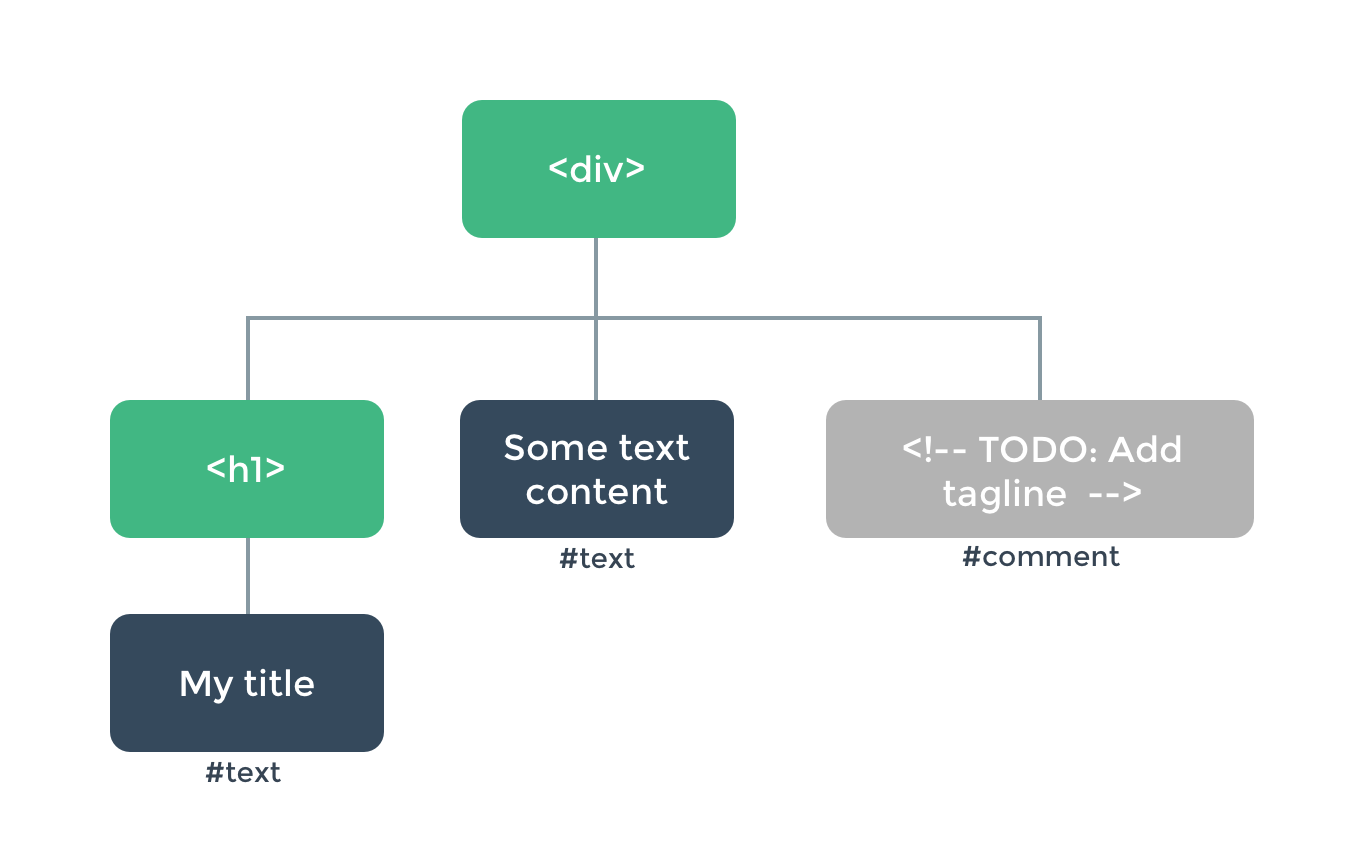 <div>
<h1>
Some text
content
<!-- TODO: Add
tagline  -->
#text
#comment
My title
#text